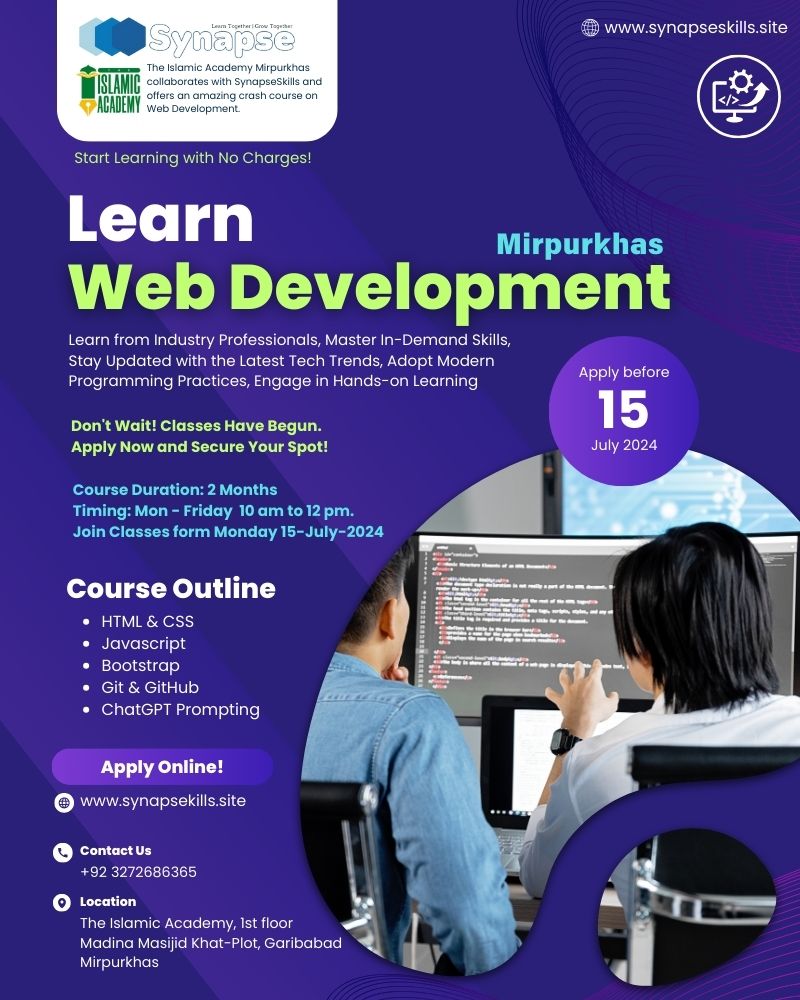 Learn Together | Grow Together
Synapse
ISLAMIC
ACADEMY
The Islamic Academy Mirpurkhas
collaborates with SynapseSkills and
offers an amazing crash course on
Web Development.
www.synapseskills.site
</>
Start Learning with No Charges!
Learn
Mirpurkhas
Web Development
Learn from Industry Professionals, Master In-Demand Skills,
Stay Updated with the Latest Tech Trends, Adopt Modern
Programming Practices, Engage in Hands-on Learning
Apply before
15
July 2024
Don't Wait! Classes Have Begun.
Apply Now and Secure Your Spot!
Course Duration: 2 Months
Timing: Mon - Friday 10 am to 12 pm.
Join Classes form Monday 15-July-2024
Course Outline
• HTML & CSS
• Javascript
• Bootstrap
• Git & GitHub
• ChatGPT Prompting
Apply Online!
www.synapsekills.site
Contact Us
+92 3272686365
Location
The Islamic Academy, 1st floor
Madina Masijid Khat-Plot, Garibabad
Mirpurkhas